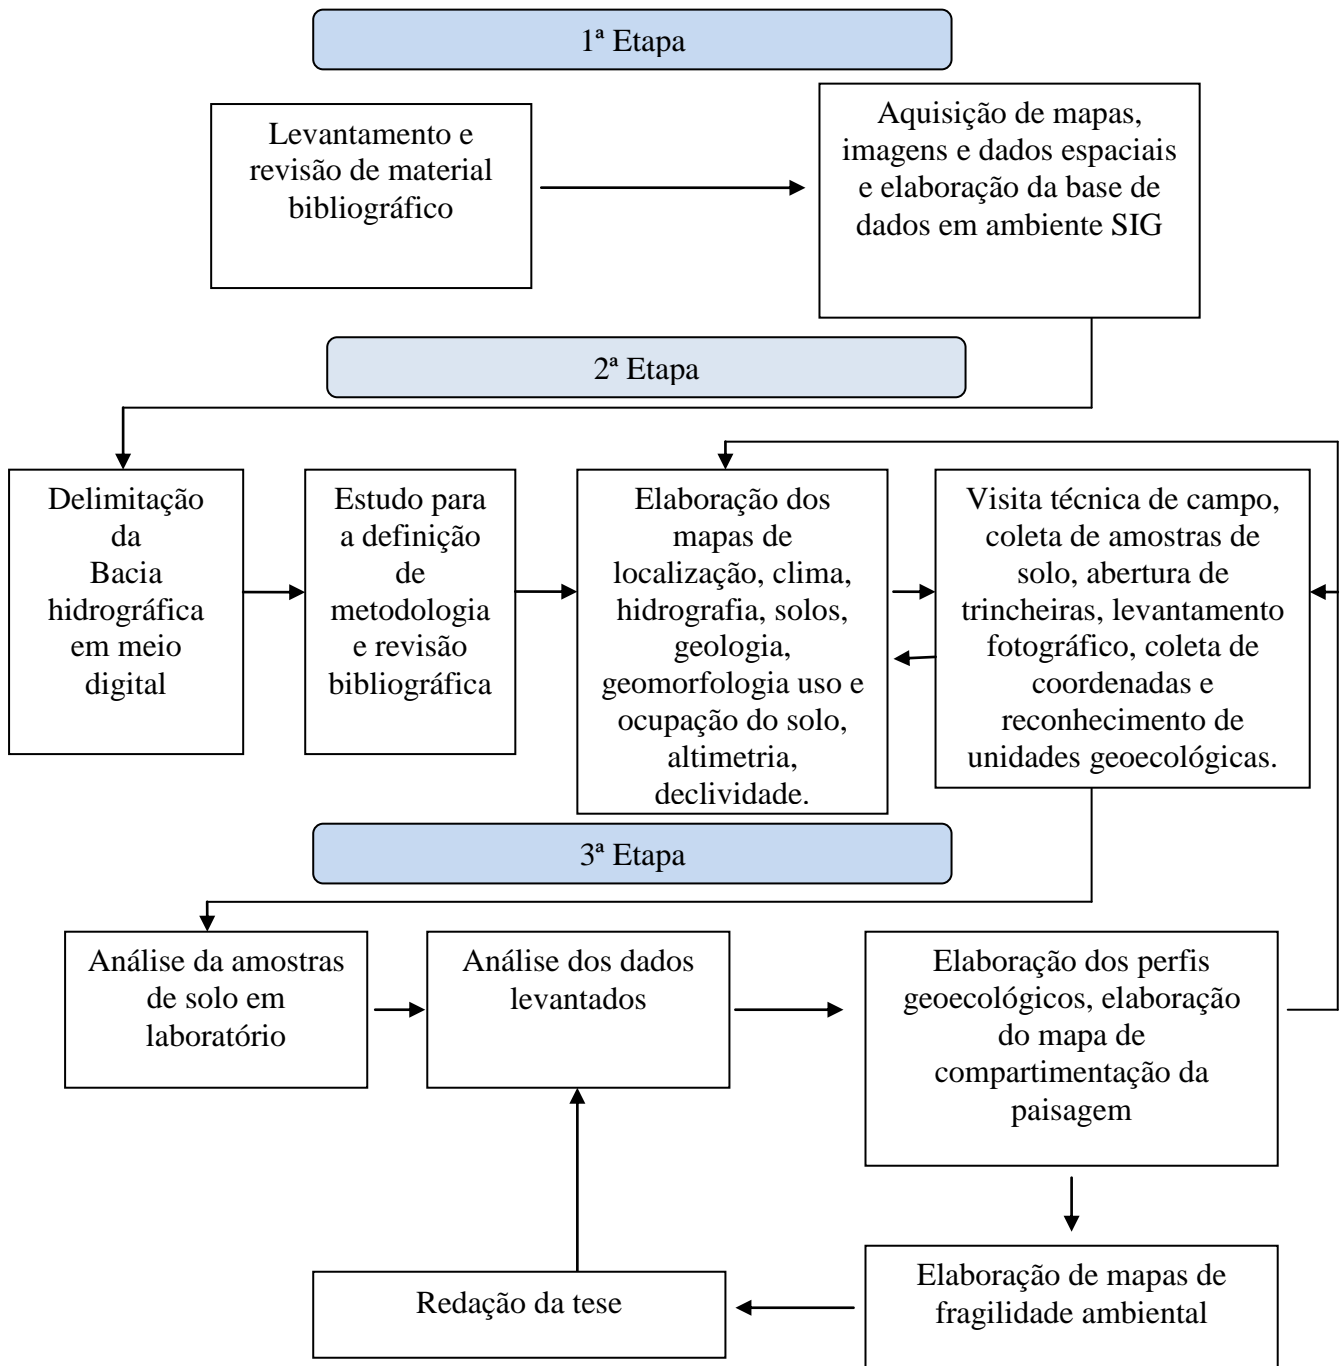 1ª Etapa
Levantamento e
revisão de material
bibliográfico
Aquisição de mapas,
imagens e dados espaciais
e elaboração da base de
dados em ambiente SIG
2ª Etapa
Delimitação
da
Bacia
hidrográfica
em meio
digital
Estudo para
a definição
de
metodologia
e revisão
bibliográfica
Elaboração dos
mapas de
localização, clima,
hidrografia, solos,
geologia,
geomorfologia uso e
ocupação do solo,
altimetria,
declividade.
Visita técnica de campo,
coleta de amostras de
solo, abertura de
trincheiras, levantamento
fotográfico, coleta de
coordenadas e
reconhecimento de
unidades geoecológicas.
3ª Etapa
Análise da amostras
de solo em
laboratório
Análise dos dados
levantados
Elaboração dos perfis
geoecológicos, elaboração
do mapa de
compartimentação da
paisagem
Elaboração de mapas de
fragilidade ambiental
Redação da tese